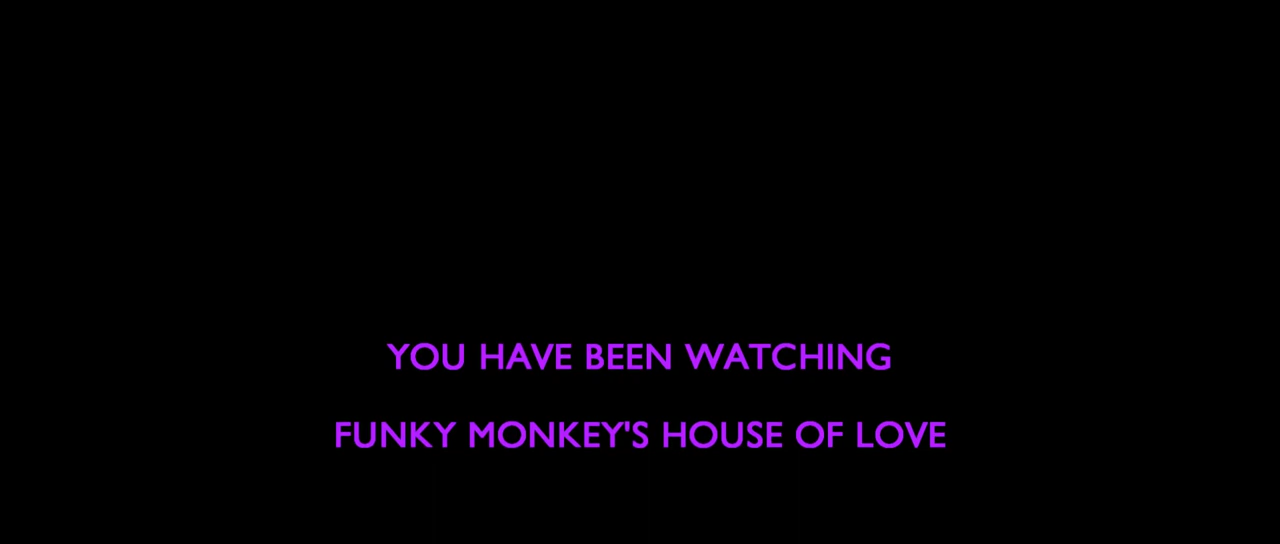 YOU HAVE BEEN WATCHING
FUNKY MONKEY'S HOUSE OF LOVE